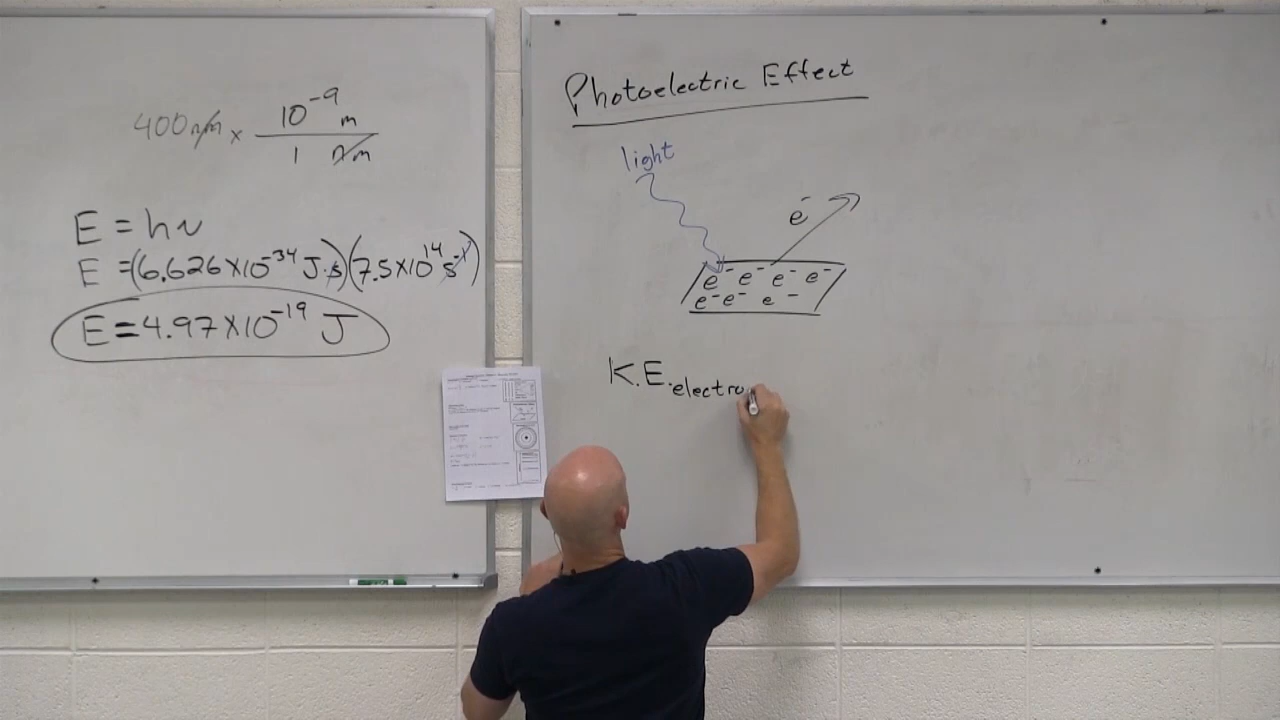 400 nm x 10⁻⁹ m
1 nm
E = hν
E = (6.626 x 10⁻³⁴ J·s)(7.5 x 10¹⁴ s⁻¹)
E = 4.97 x 10⁻¹⁹ J
Photoelectric Effect
light
e⁻
e⁻ e⁻ e⁻ e⁻
e⁻ e⁻ e⁻
K.E.electro